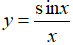 y = sinx / x